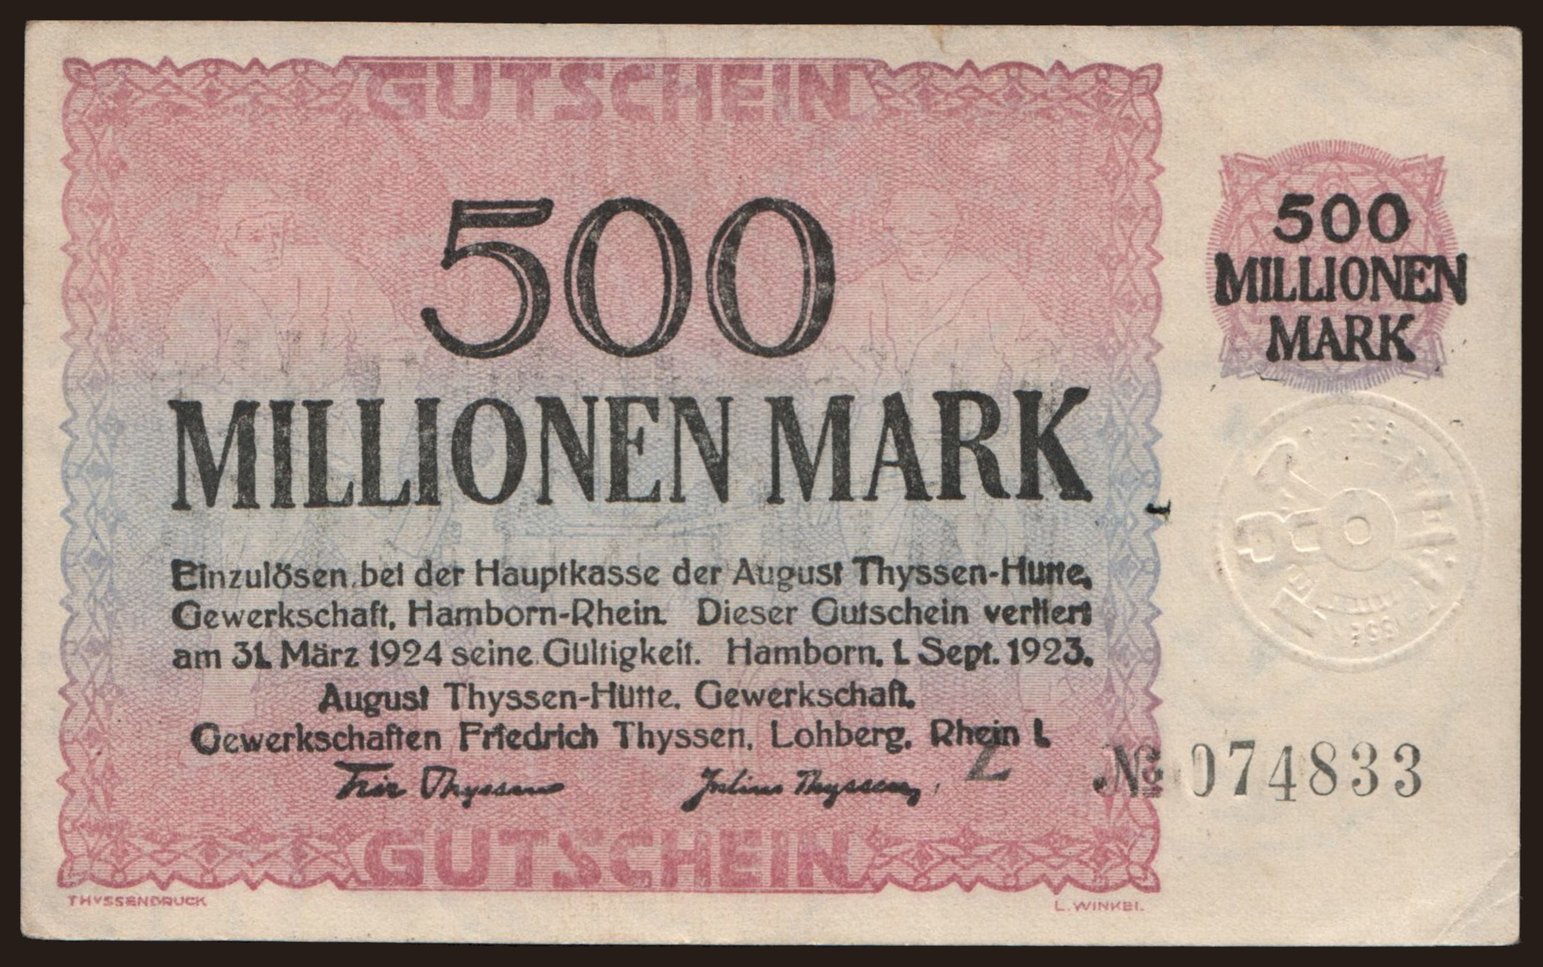 GUTSCHEIN
500
MILLIONEN MARK
Einzulösen bei der Hauptkasse der August Thyssen-Hütte,
Gewerkschaft, Hamborn-Rhein. Dieser Gutschein verliert
am 31. März 1924 seine Gültigkeit. Hamborn, 1. Sept. 1923.
August Thyssen-Hütte, Gewerkschaft.
Gewerkschaften Friedrich Thyssen, Lohberg, Rhein I.
Fritz Thyssen Julius Thyssen
Z
GUTSCHEIN
THYSSENDRUCK
L. WINKEL.
500
MILLIONEN
MARK
№ 074833